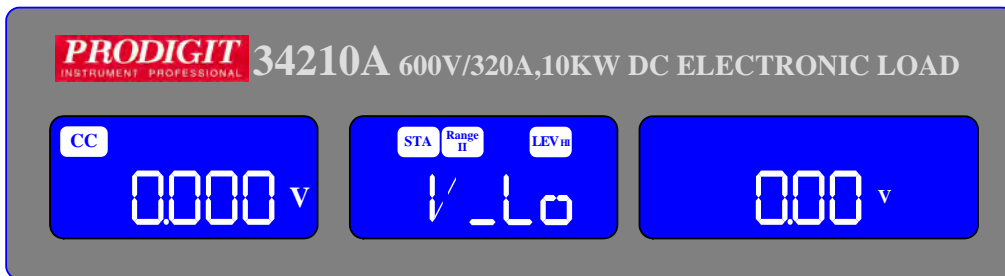 PRODIGIT
INSTRUMENT PROFESSIONAL
34210A 600V/320A,10KW DC ELECTRONIC LOAD
CC
0.000 V
STA Range II LEV HI
V_Lo
0.00 V